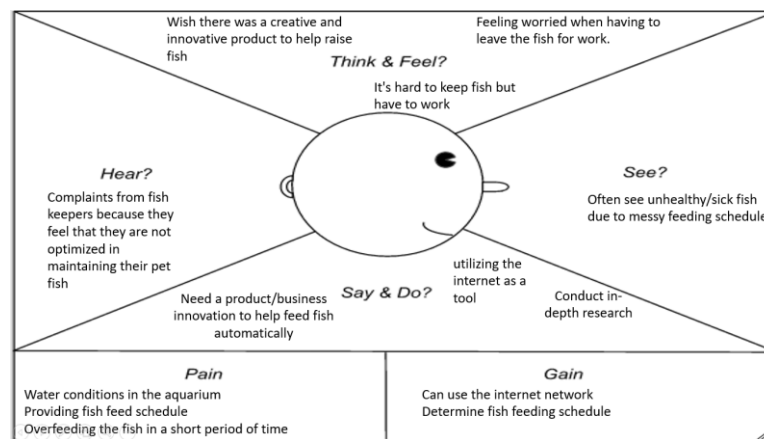 Wish there was a creative and
innovative product to help raise
fish
Feeling worried when having to
leave the fish for work.
Think & Feel?
It's hard to keep fish but
have to work
Hear?
Complaints from fish
keepers because they
feel that they are not
optimized in
maintaining their pet
fish
See?
Often see unhealthy/sick fish
due to messy feeding schedule
Need a product/business
innovation to help feed fish
automatically
Say & Do?
utilizing the
internet as a
tool
Conduct in-
depth research
Pain
Water conditions in the aquarium
Providing fish feed schedule
Overfeeding the fish in a short period of time
Gain
Can use the internet network
Determine fish feeding schedule